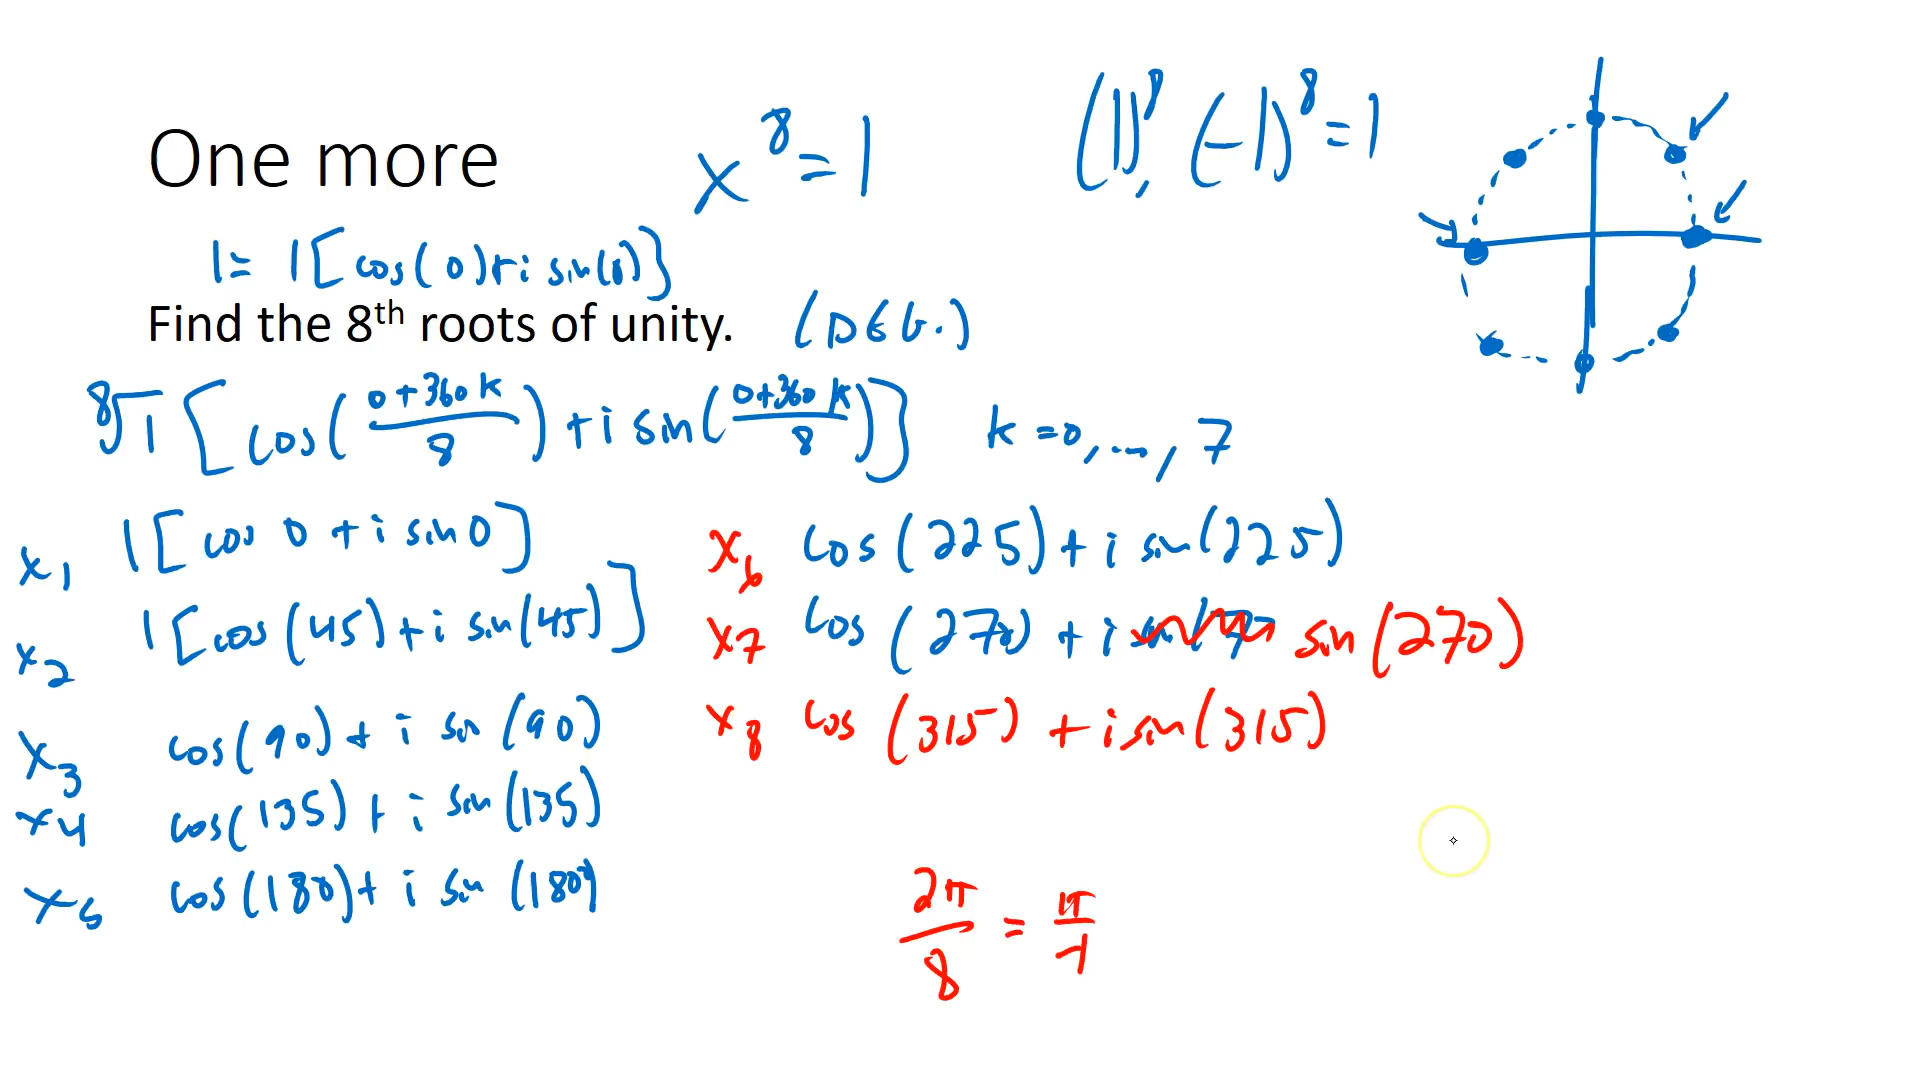 One more
x⁸ = 1
(1)⁸, (-1)⁸ = 1
1 = 1[cos(0)+i sin(0)]
Find the 8th roots of unity. (DEG.)
⁸√1 [cos((0+360k)/8) + i sin((0+360k)/8)] k=0,...,7
x₁ 1[cos 0 + i sin 0]
x₂ 1[cos(45)+i sin(45)]
x₃ cos(90) + i sin(90)
x₄ cos(135) + i sin(135)
x₅ cos(180)+ i sin(180)
x₆ cos(225)+ i sin(225)
x₇ cos(270) + i sin(270)
x₈ cos(315) + i sin(315)
2π/8 = π/4